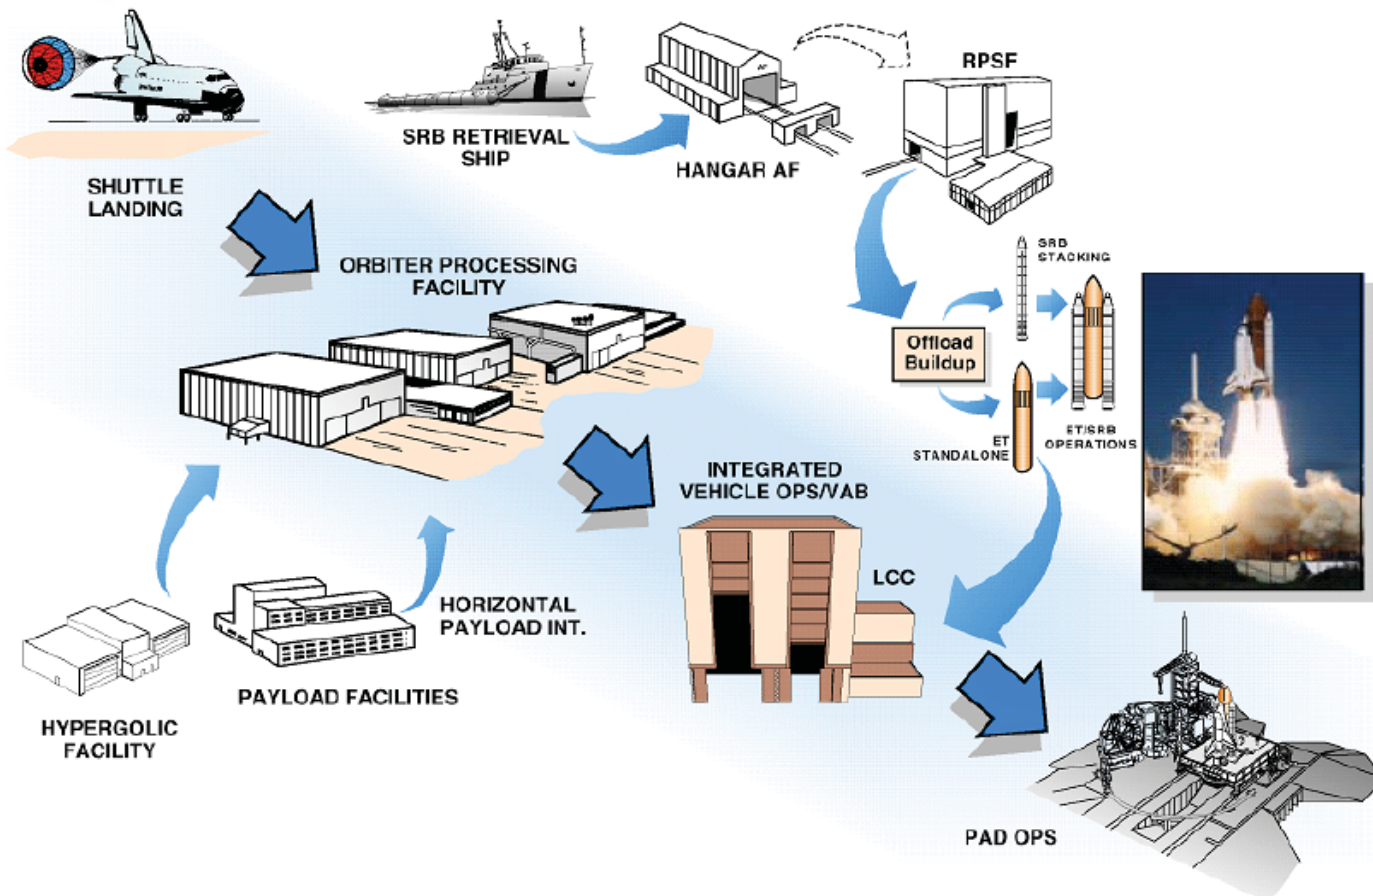 SHUTTLE
LANDING
SRB RETRIEVAL
SHIP
HANGAR AF
RPSF
SRB
STACKING
ORBITER PROCESSING
FACILITY
Offload
Buildup
ET
STANDALONE
ET/SRB
OPERATIONS
INTEGRATED
VEHICLE OPS/VAB
LCC
HORIZONTAL
PAYLOAD INT.
PAYLOAD FACILITIES
HYPERGOLIC
FACILITY
PAD OPS